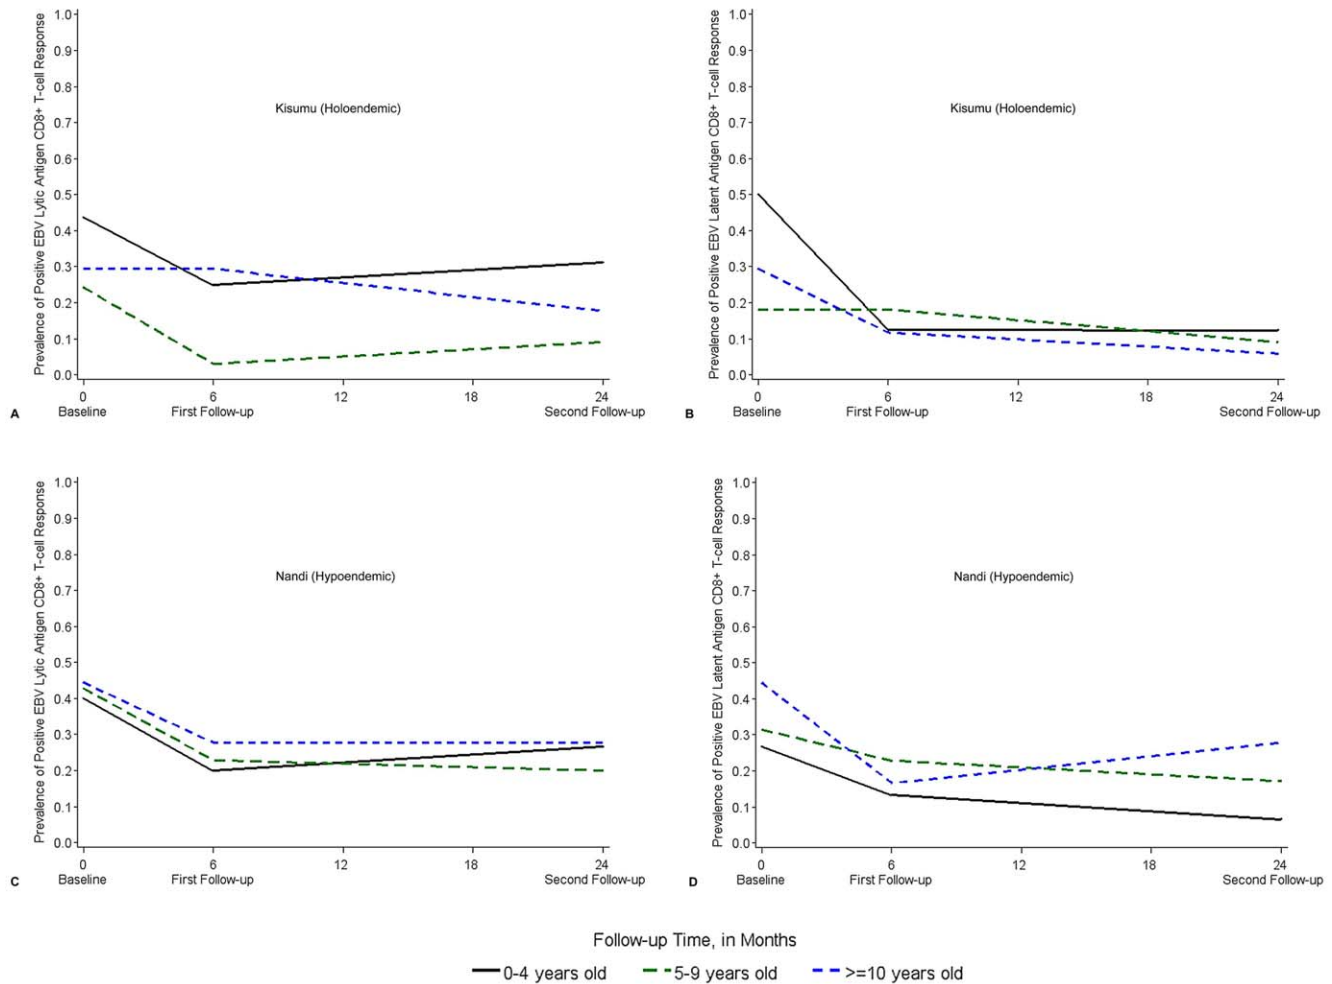 Prevalence of Positive EBV Lytic Antigen CD8+ T-cell Response
1.0
0.9
0.8
0.7
0.6
0.5
0.4
0.3
0.2
0.1
0.0
Kisumu (Holoendemic)
0 6 12 18 24
Baseline First Follow-up Second Follow-up
A
Prevalence of Positive EBV Latent Antigen CD8+ T-cell Response
1.0
0.9
0.8
0.7
0.6
0.5
0.4
0.3
0.2
0.1
0.0
Kisumu (Holoendemic)
0 6 12 18 24
Baseline First Follow-up Second Follow-up
B
Prevalence of Positive EBV Lytic Antigen CD8+ T-cell Response
1.0
0.9
0.8
0.7
0.6
0.5
0.4
0.3
0.2
0.1
0.0
Nandi (Hypoendemic)
0 6 12 18 24
Baseline First Follow-up Second Follow-up
C
Prevalence of Positive EBV Latent Antigen CD8+ T-cell Response
1.0
0.9
0.8
0.7
0.6
0.5
0.4
0.3
0.2
0.1
0.0
Nandi (Hypoendemic)
0 6 12 18 24
Baseline First Follow-up Second Follow-up
D
Follow-up Time, in Months
0-4 years old 5-9 years old >=10 years old